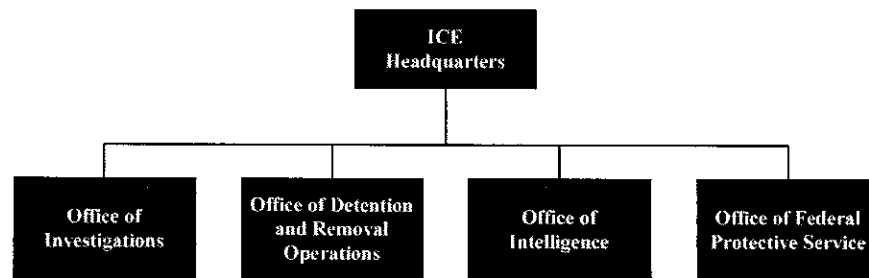 ICE
Headquarters
Office of
Investigations
Office of Detention
and Removal
Operations
Office of
Intelligence
Office of Federal
Protective Service